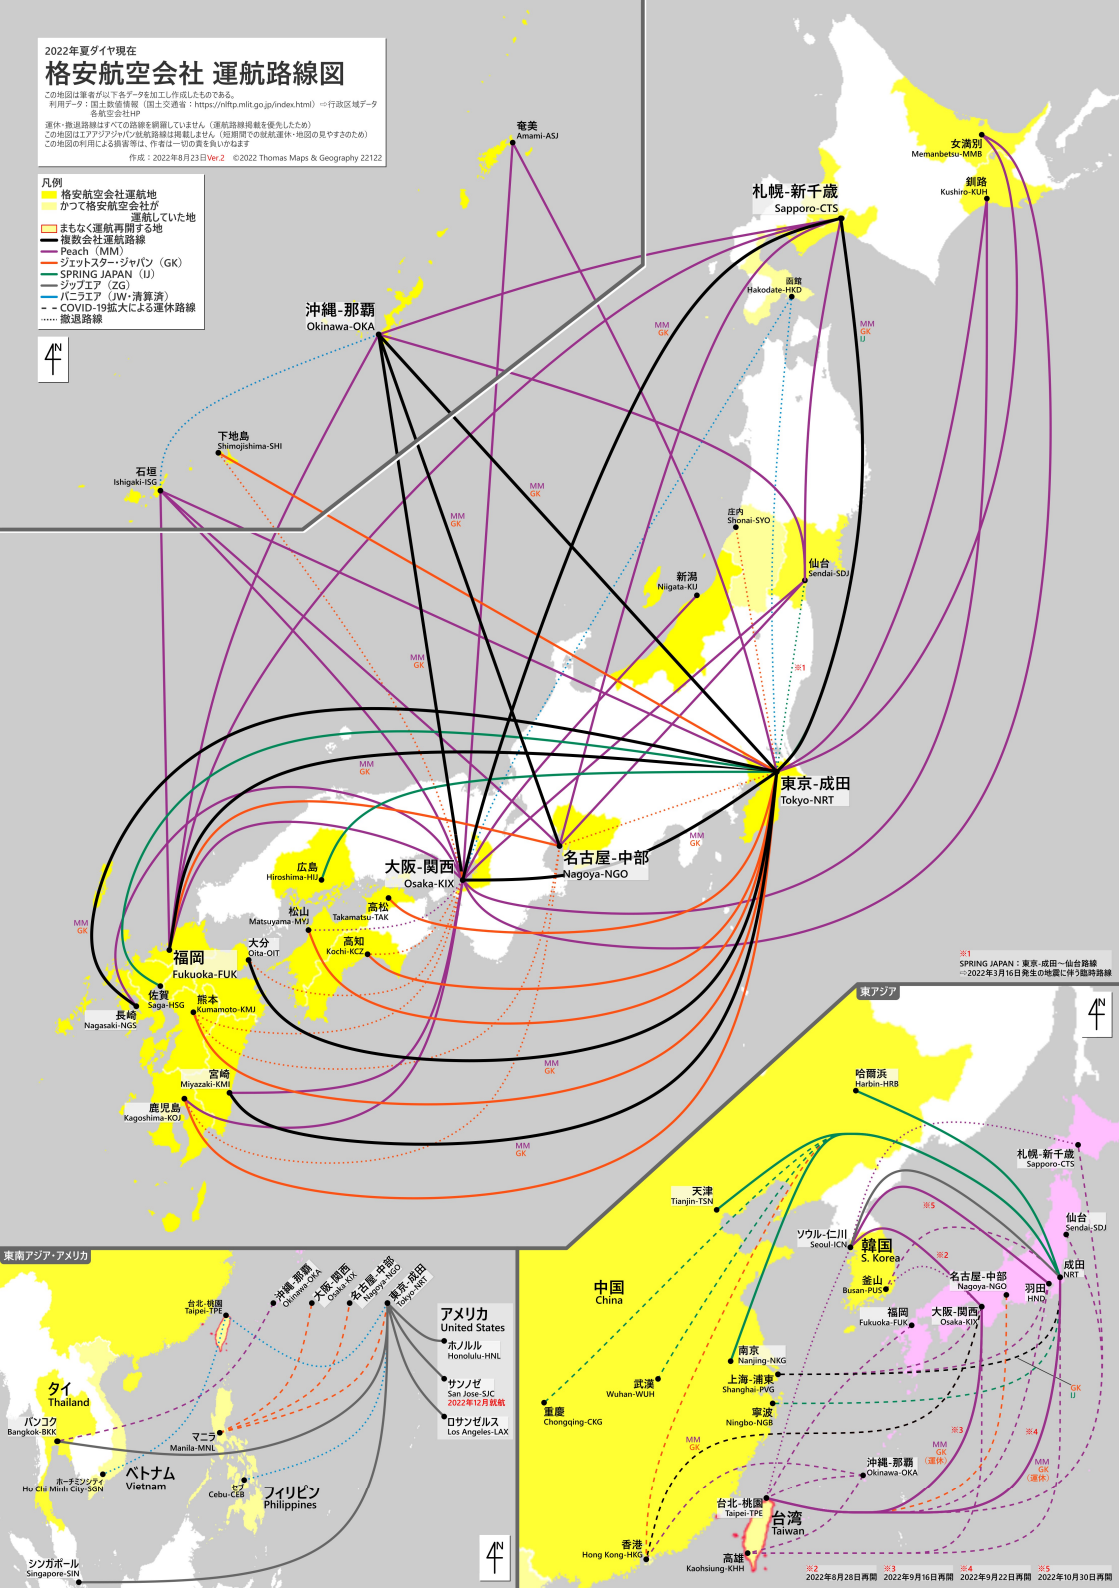 2022年夏ダイヤ現在
格安航空会社 運航路線図
この地図は筆者が以下各データを加工し作成したものである。
利用データ：国土数値情報（国土交通省：https://nlftp.mlit.go.jp/index.html）⇨行政区域データ
各航空会社HP
運休・撤退路線はすべての路線を網羅していません（運航路線掲載を優先したため）
この地図はエアアジアジャパン就航路線は掲載しません（短期間での就航運休・地図の見やすさのため）
この地図の利用による損害等は、作者は一切の責を負いかねます
作成：2022年8月23日Ver.2 ©2022 Thomas Maps & Geography 22122
凡例
格安航空会社運航地
かつて格安航空会社が
運航していた地
まもなく運航再開する地
複数会社運航路線
Peach（MM）
ジェットスター・ジャパン（GK）
SPRING JAPAN（IJ）
ジップエア（ZG）
バニラエア（JW・清算済）
COVID-19拡大による運休路線
撤退路線
N
奄美
Amami-ASJ
女満別
Memanbetsu-MMB
釧路
Kushiro-KUH
札幌-新千歳
Sapporo-CTS
函館
Hakodate-HKD
沖縄-那覇
Okinawa-OKA
MM
GK
MM
GK
IJ
下地島
Shimojishima-SHI
石垣
Ishigaki-ISG
MM
GK
MM
GK
庄内
Shonai-SYO
仙台
Sendai-SDJ
新潟
Niigata-KIJ
MM
GK
※1
MM
GK
東京-成田
Tokyo-NRT
MM
GK
名古屋-中部
Nagoya-NGO
大阪-関西
Osaka-KIX
広島
Hiroshima-HIJ
高松
Takamatsu-TAK
松山
Matsuyama-MYJ
高知
Kochi-KCZ
MM
GK
大分
Oita-OIT
福岡
Fukuoka-FUK
佐賀
Saga-HSG
熊本
Kumamoto-KMJ
長崎
Nagasaki-NGS
宮崎
Miyazaki-KMI
鹿児島
Kagoshima-KOJ
MM
GK
MM
GK
※1
SPRING JAPAN：東京-成田～仙台路線
⇨2022年3月16日発生の地震に伴う臨時路線
東アジア
N
哈爾浜
Harbin-HRB
札幌-新千歳
Sapporo-CTS
天津
Tianjin-TSN
※5
仙台
Sendai-SDJ
ソウル-仁川
Seoul-ICN
韓国
S. Korea
※2
釜山
Busan-PUS
成田
NRT
羽田
HND
名古屋-中部
Nagoya-NGO
大阪-関西
Osaka-KIX
福岡
Fukuoka-FUK
中国
China
南京
Nanjing-NKG
上海-浦東
Shanghai-PVG
武漢
Wuhan-WUH
寧波
Ningbo-NGB
重慶
Chongqing-CKG
GK
IJ
MM
GK
※3
MM
GK
（運休）
※4
MM
GK
（運休）
沖縄-那覇
Okinawa-OKA
台北-桃園
Taipei-TPE
台湾
Taiwan
香港
Hong Kong-HKG
高雄
Kaohsiung-KHH
※2
2022年8月28日再開
※3
2022年9月16日再開
※4
2022年9月22日再開
※5
2022年10月30日再開
東南アジア・アメリカ
台北-桃園
Taipei-TPE
沖縄-那覇
Okinawa-OKA
大阪-関西
Osaka-KIX
名古屋-中部
Nagoya-NGO
東京-成田
Tokyo-NRT
アメリカ
United States
ホノルル
Honolulu-HNL
サンノゼ
San Jose-SJC
2022年12月就航
ロサンゼルス
Los Angeles-LAX
タイ
Thailand
バンコク
Bangkok-BKK
マニラ
Manila-MNL
ベトナム
Vietnam
ホーチミンシティ
Ho Chi Minh City-SGN
セブ
Cebu-CEB
フィリピン
Philippines
シンガポール
Singapore-SIN
N